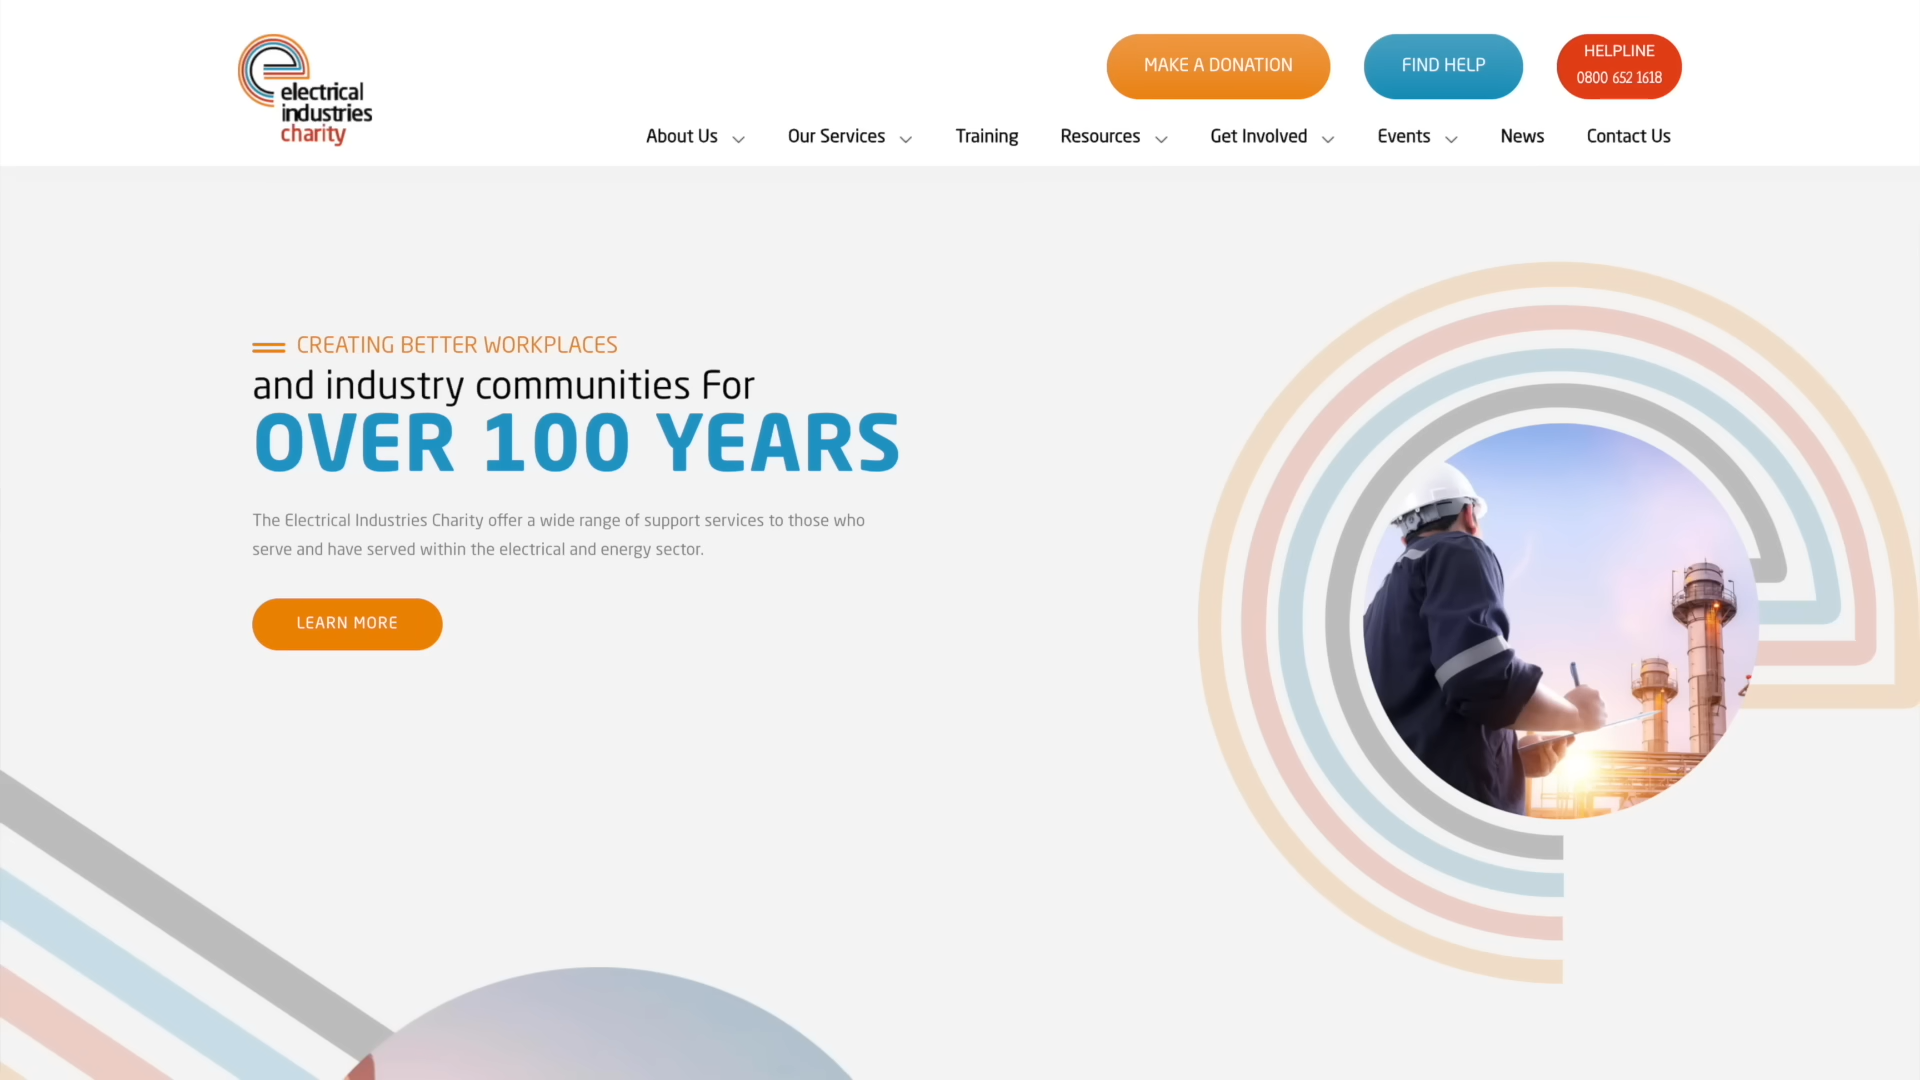 electrical
industries
charity
MAKE A DONATION
FIND HELP
HELPLINE
0800 652 1618
About Us
Our Services
Training
Resources
Get Involved
Events
News
Contact Us
CREATING BETTER WORKPLACES
and industry communities For
OVER 100 YEARS
The Electrical Industries Charity offer a wide range of support services to those who
serve and have served within the electrical and energy sector.
LEARN MORE